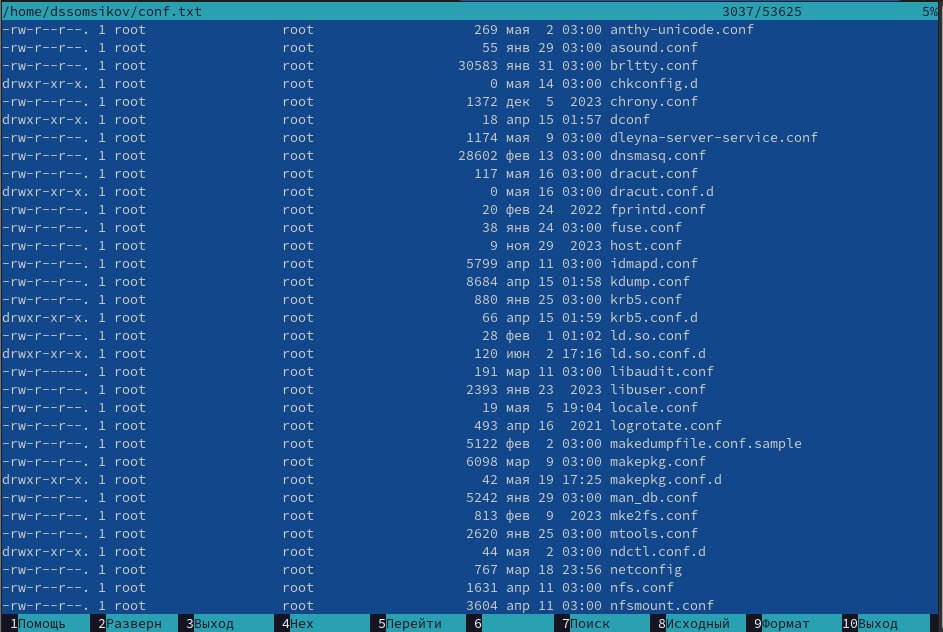 /home/dssomsikov/conf.txt 3037/53625 5%
-rw-r--r--. 1 root root 269 мая 2 03:00 anthy-unicode.conf
-rw-r--r--. 1 root root 55 янв 29 03:00 asound.conf
-rw-r--r--. 1 root root 30583 янв 31 03:00 brltty.conf
drwxr-xr-x. 1 root root 0 мая 14 03:00 chkconfig.d
-rw-r--r--. 1 root root 1372 дек 5 2023 chrony.conf
drwxr-xr-x. 1 root root 18 апр 15 01:57 dconf
-rw-r--r--. 1 root root 1174 мая 9 03:00 dleyna-server-service.conf
-rw-r--r--. 1 root root 28602 фев 13 03:00 dnsmasq.conf
-rw-r--r--. 1 root root 117 мая 16 03:00 dracut.conf
drwxr-xr-x. 1 root root 0 мая 16 03:00 dracut.conf.d
-rw-r--r--. 1 root root 20 фев 24 2022 fprintd.conf
-rw-r--r--. 1 root root 38 янв 24 03:00 fuse.conf
-rw-r--r--. 1 root root 9 ноя 29 2023 host.conf
-rw-r--r--. 1 root root 5799 апр 11 03:00 idmapd.conf
-rw-r--r--. 1 root root 8684 апр 15 01:58 kdump.conf
-rw-r--r--. 1 root root 880 янв 25 03:00 krb5.conf
drwxr-xr-x. 1 root root 66 апр 15 01:59 krb5.conf.d
-rw-r--r--. 1 root root 28 фев 1 01:02 ld.so.conf
drwxr-xr-x. 1 root root 120 июн 2 17:16 ld.so.conf.d
-rw-r-----. 1 root root 191 мар 11 03:00 libaudit.conf
-rw-r--r--. 1 root root 2393 янв 23 2023 libuser.conf
-rw-r--r--. 1 root root 19 мая 5 19:04 locale.conf
-rw-r--r--. 1 root root 493 апр 16 2021 logrotate.conf
-rw-r--r--. 1 root root 5122 фев 2 03:00 makedumpfile.conf.sample
-rw-r--r--. 1 root root 6098 мар 9 03:00 makepkg.conf
drwxr-xr-x. 1 root root 42 мая 19 17:25 makepkg.conf.d
-rw-r--r--. 1 root root 5242 янв 29 03:00 man_db.conf
-rw-r--r--. 1 root root 813 фев 9 2023 mke2fs.conf
-rw-r--r--. 1 root root 2620 янв 25 03:00 mtools.conf
drwxr-xr-x. 1 root root 44 мая 2 03:00 ndctl.conf.d
-rw-r--r--. 1 root root 767 мар 18 23:56 netconfig
-rw-r--r--. 1 root root 1631 апр 11 03:00 nfs.conf
-rw-r--r--. 1 root root 3604 апр 11 03:00 nfsmount.conf
1Помощь 2Разверн 3Выход 4Hex 5Перейти 6 7Поиск 8Исходный 9Формат 10Выход